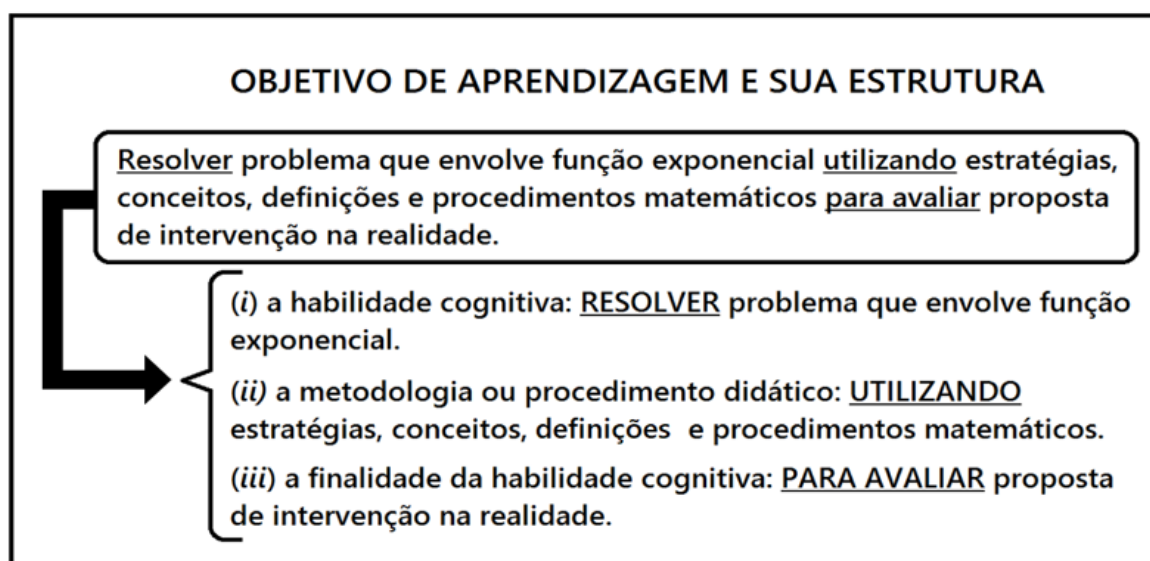 OBJETIVO DE APRENDIZAGEM E SUA ESTRUTURA
Resolver problema que envolve função exponencial utilizando estratégias,
conceitos, definições e procedimentos matemáticos para avaliar proposta
de intervenção na realidade.
(i) a habilidade cognitiva: RESOLVER problema que envolve função
exponencial.
(ii) a metodologia ou procedimento didático: UTILIZANDO
estratégias, conceitos, definições e procedimentos matemáticos.
(iii) a finalidade da habilidade cognitiva: PARA AVALIAR proposta
de intervenção na realidade.